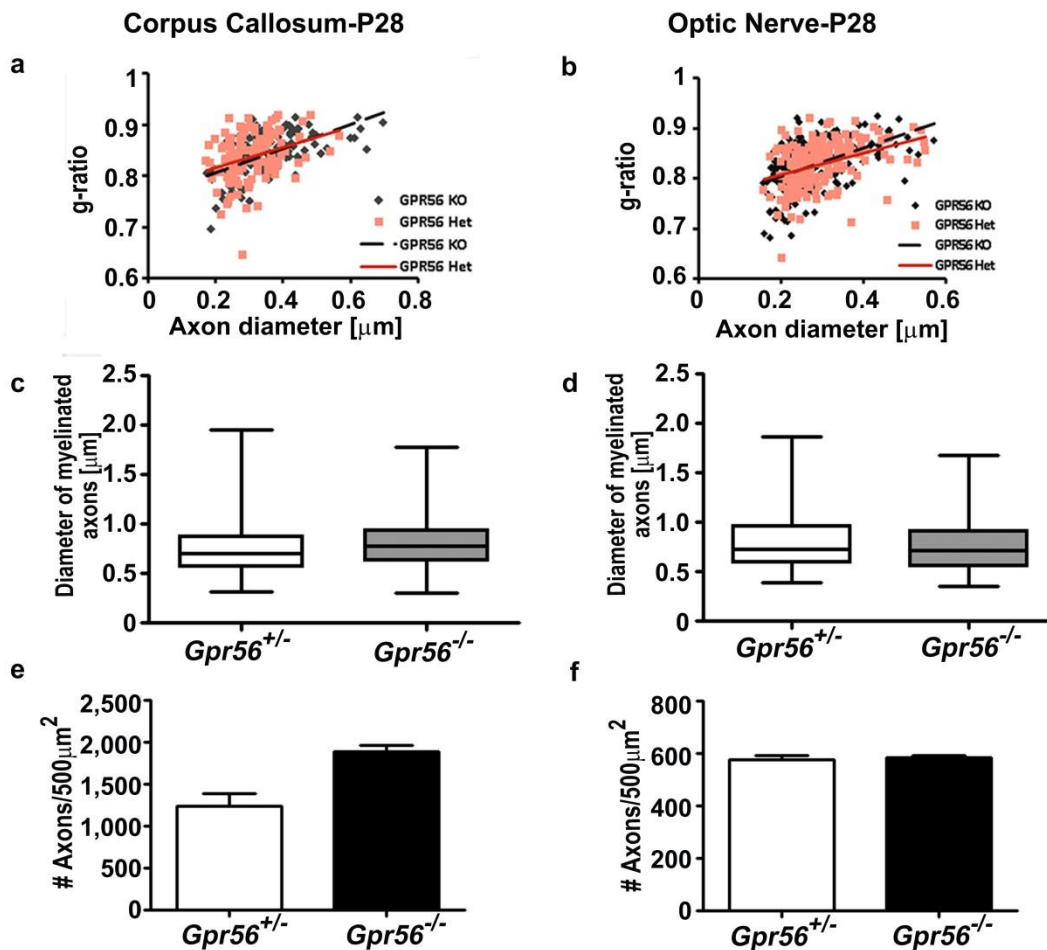 Corpus Callosum-P28
Optic Nerve-P28
a
1
0.9
0.8
0.7
0.6
g-ratio
0
0.2
0.4
0.6
0.8
Axon diameter [μm]
GPR56 KO
GPR56 Het
GPR56 KO
GPR56 Het
b
1
0.9
0.8
0.7
0.6
g-ratio
0
0.2
0.4
0.6
Axon diameter [μm]
GPR56 KO
GPR56 Het
GPR56 KO
GPR56 Het
c
Diameter of myelinated
axons [μm]
2.5
2.0
1.5
1.0
0.5
0
Gpr56+/-
Gpr56-/-
d
Diameter of myelinated
axons [μm]
2.5
2.0
1.5
1.0
0.5
0
Gpr56+/-
Gpr56-/-
e
# Axons/500μm2
2,500
2,000
1,500
1,000
500
0
Gpr56+/-
Gpr56-/-
f
# Axons/500μm2
800
600
400
200
0
Gpr56+/-
Gpr56-/-